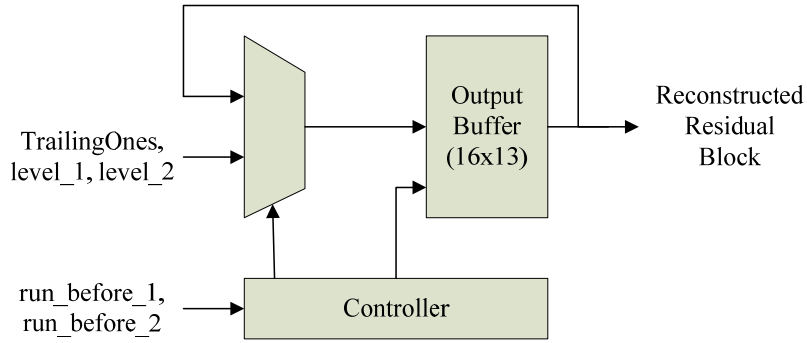 TrailingOnes,
level_1, level_2
Output
Buffer
(16x13)
Reconstructed
Residual
Block
run_before_1,
run_before_2
Controller